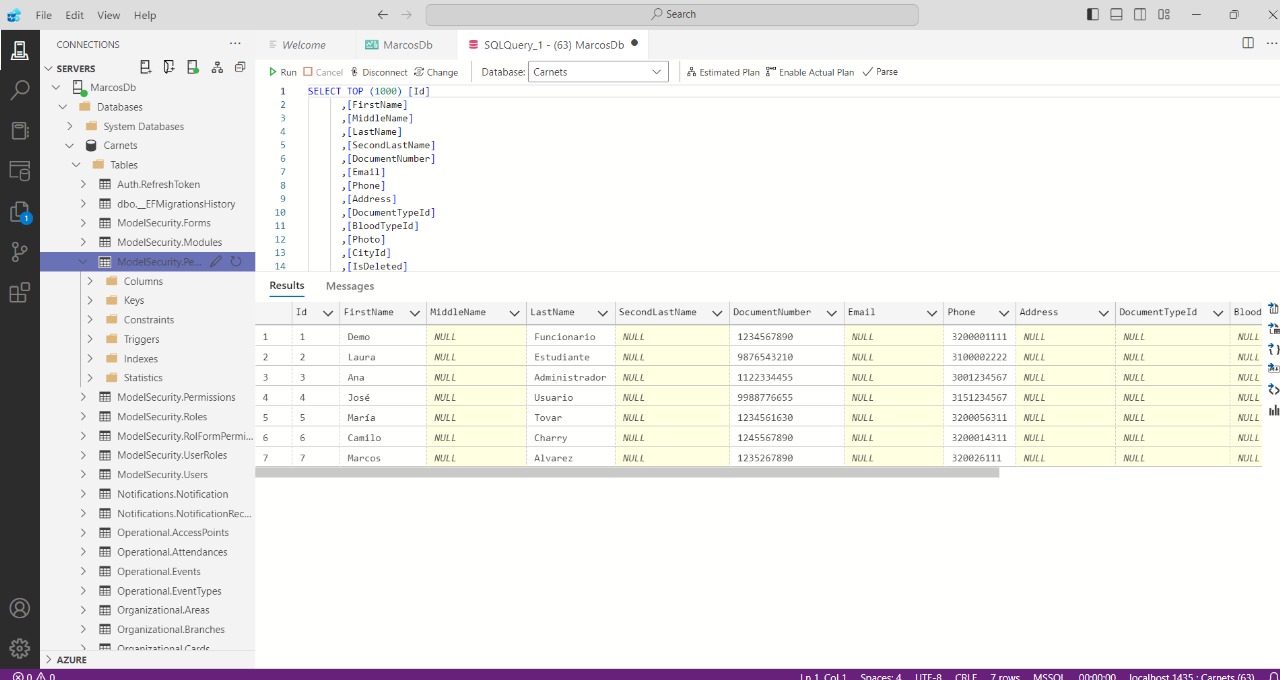 File Edit View Help
Search
CONNECTIONS
SERVERS
MarcosDb
Databases
System Databases
Carnets
Tables
Auth.RefreshToken
dbo.__EFMigrationsHistory
ModelSecurity.Forms
ModelSecurity.Modules
ModelSecurity.Pe...
Columns
Keys
Constraints
Triggers
Indexes
Statistics
ModelSecurity.Permissions
ModelSecurity.Roles
ModelSecurity.RolFormPermi...
ModelSecurity.UserRoles
ModelSecurity.Users
Notifications.Notification
Notifications.NotificationRec...
Operational.AccessPoints
Operational.Attendances
Operational.Events
Operational.EventTypes
Organizational.Areas
Organizational.Branches
Organizational.Cards
AZURE
Welcome MarcosDb SQLQuery_1 - (63) MarcosDb
Run Cancel Disconnect Change Database: Carnets Estimated Plan Enable Actual Plan Parse
1 SELECT TOP (1000) [Id]
2 ,[FirstName]
3 ,[MiddleName]
4 ,[LastName]
5 ,[SecondLastName]
6 ,[DocumentNumber]
7 ,[Email]
8 ,[Phone]
9 ,[Address]
10 ,[DocumentTypeId]
11 ,[BloodTypeId]
12 ,[Photo]
13 ,[CityId]
14 ,[IsDeleted]
Results Messages
Id FirstName MiddleName LastName SecondLastName DocumentNumber Email Phone Address DocumentTypeId Blood
1 1 Demo NULL Funcionario NULL 1234567890 NULL 3200001111 NULL NULL NULL
2 2 Laura NULL Estudiante NULL 9876543210 NULL 3100002222 NULL NULL NULL
3 3 Ana NULL Administrador NULL 1122334455 NULL 3001234567 NULL NULL NULL
4 4 José NULL Usuario NULL 9988776655 NULL 3151234567 NULL NULL NULL
5 5 María NULL Tovar NULL 1234561630 NULL 3200056311 NULL NULL NULL
6 6 Camilo NULL Charry NULL 1245567890 NULL 3200014311 NULL NULL NULL
7 7 Marcos NULL Alvarez NULL 1235267890 NULL 320026111 NULL NULL NULL
1
0 0 Ln 1, Col 1 Spaces: 4 UTF-8 CRLF 7 rows MSSQL 00:00:00 localhost,1435 : Carnets (63)